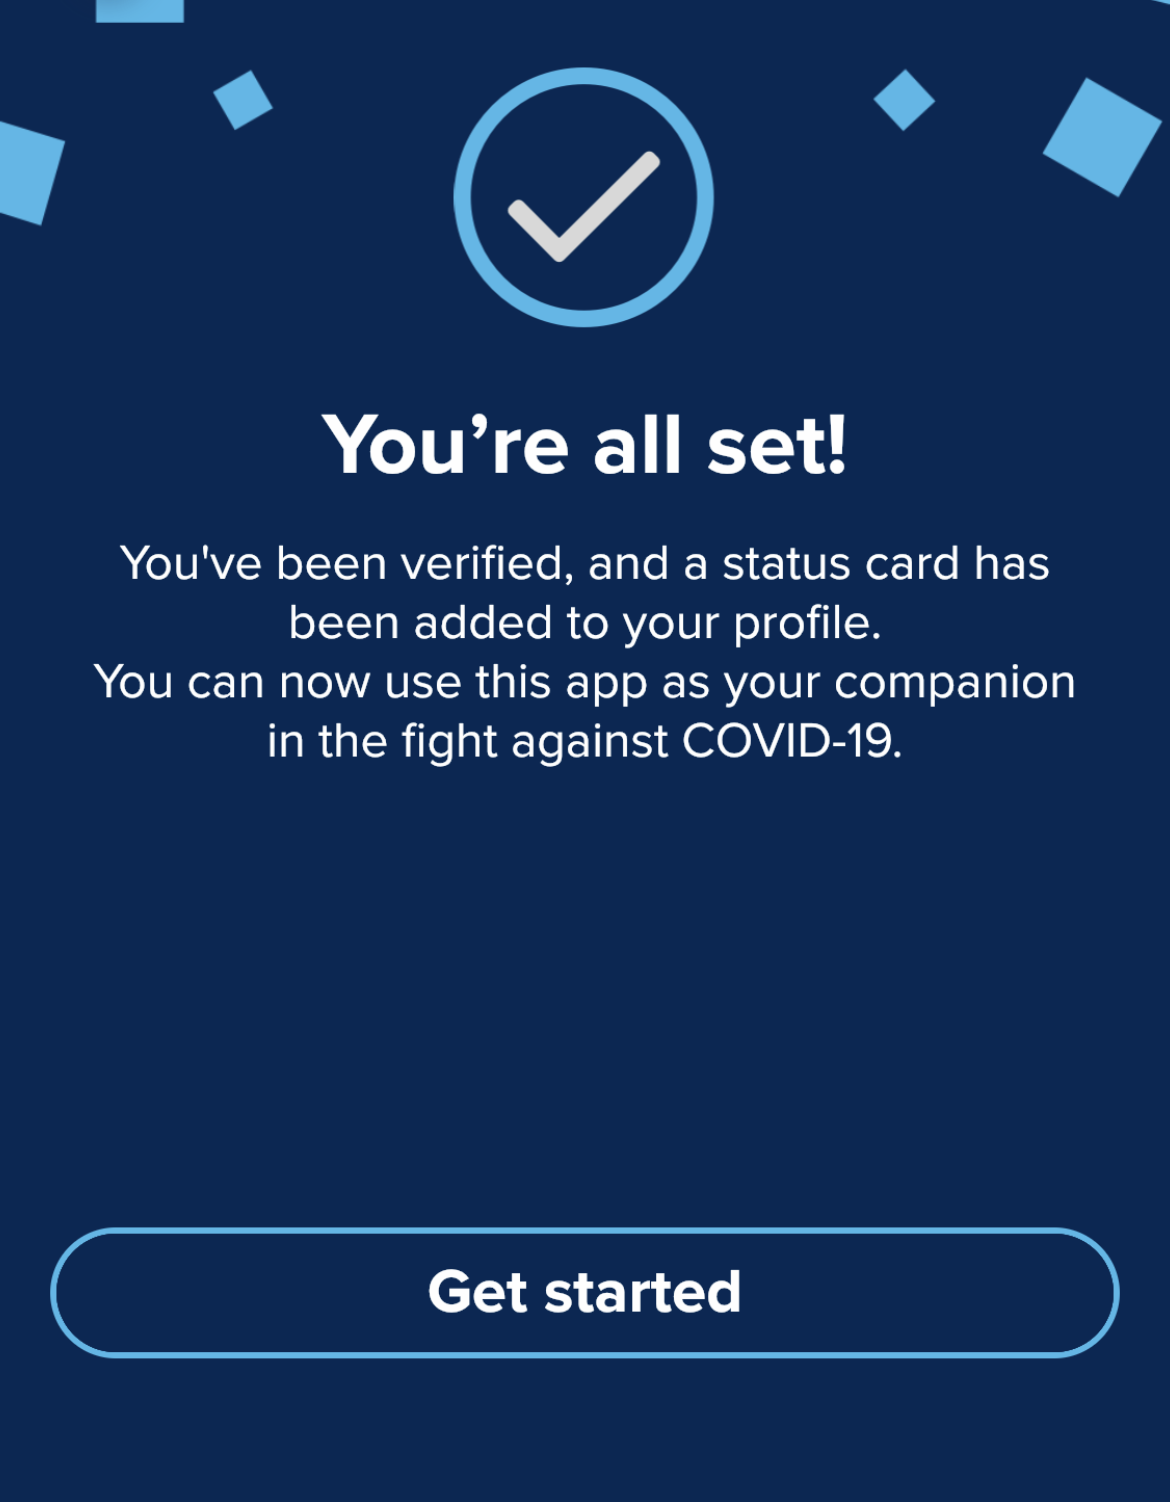 You’re all set!
You've been verified, and a status card has
been added to your profile.
You can now use this app as your companion
in the fight against COVID-19.
Get started